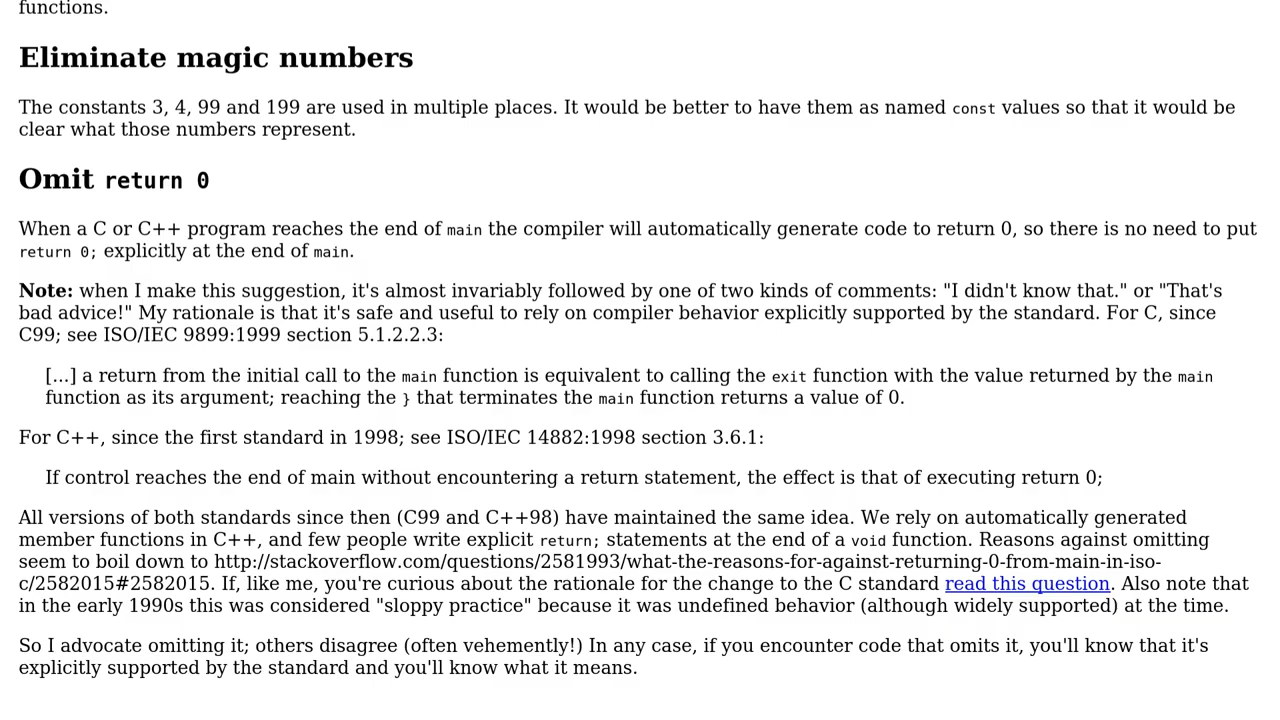 functions.
Eliminate magic numbers
The constants 3, 4, 99 and 199 are used in multiple places. It would be better to have them as named const values so that it would be
clear what those numbers represent.
Omit return 0
When a C or C++ program reaches the end of main the compiler will automatically generate code to return 0, so there is no need to put
return 0; explicitly at the end of main.
Note: when I make this suggestion, it's almost invariably followed by one of two kinds of comments: "I didn't know that." or "That's
bad advice!" My rationale is that it's safe and useful to rely on compiler behavior explicitly supported by the standard. For C, since
C99; see ISO/IEC 9899:1999 section 5.1.2.2.3:
[...] a return from the initial call to the main function is equivalent to calling the exit function with the value returned by the main
function as its argument; reaching the } that terminates the main function returns a value of 0.
For C++, since the first standard in 1998; see ISO/IEC 14882:1998 section 3.6.1:
If control reaches the end of main without encountering a return statement, the effect is that of executing return 0;
All versions of both standards since then (C99 and C++98) have maintained the same idea. We rely on automatically generated
member functions in C++, and few people write explicit return; statements at the end of a void function. Reasons against omitting
seem to boil down to http://stackoverflow.com/questions/2581993/what-the-reasons-for-against-returning-0-from-main-in-iso-
c/2582015#2582015. If, like me, you're curious about the rationale for the change to the C standard read this question. Also note that
in the early 1990s this was considered "sloppy practice" because it was undefined behavior (although widely supported) at the time.
So I advocate omitting it; others disagree (often vehemently!) In any case, if you encounter code that omits it, you'll know that it's
explicitly supported by the standard and you'll know what it means.